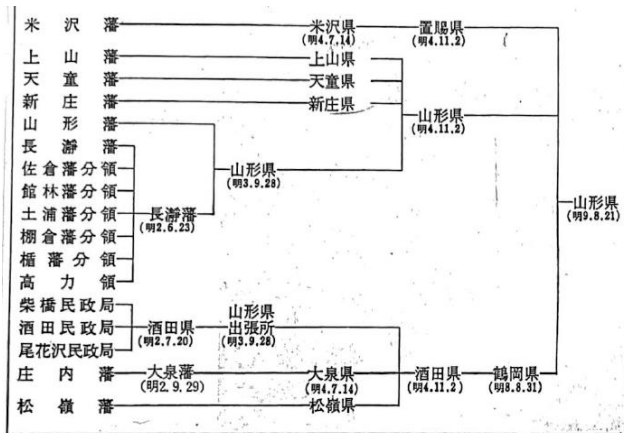 米沢藩 米沢県 置賜県
(明4.7.14) (明4.11.2)
上山藩 上山県
天童藩 天童県
新庄藩 新庄県
山形県
(明4.11.2)
山形藩
長瀞藩
佐倉藩分領 山形県
(明3.9.28)
館林藩分領
山形県
(明9.8.21)
土浦藩分領 長瀞藩
(明2.6.23)
棚倉藩分領
楯藩分領
高力領
柴橋民政局 山形県
酒田民政局 酒田県 出張所
(明2.7.20) (明3.9.28)
尾花沢民政局
庄内藩 大泉藩 大泉県 酒田県 鶴岡県
(明2.9.29) (明4.7.14) (明4.11.2) (明8.8.31)
松嶺藩 松嶺県